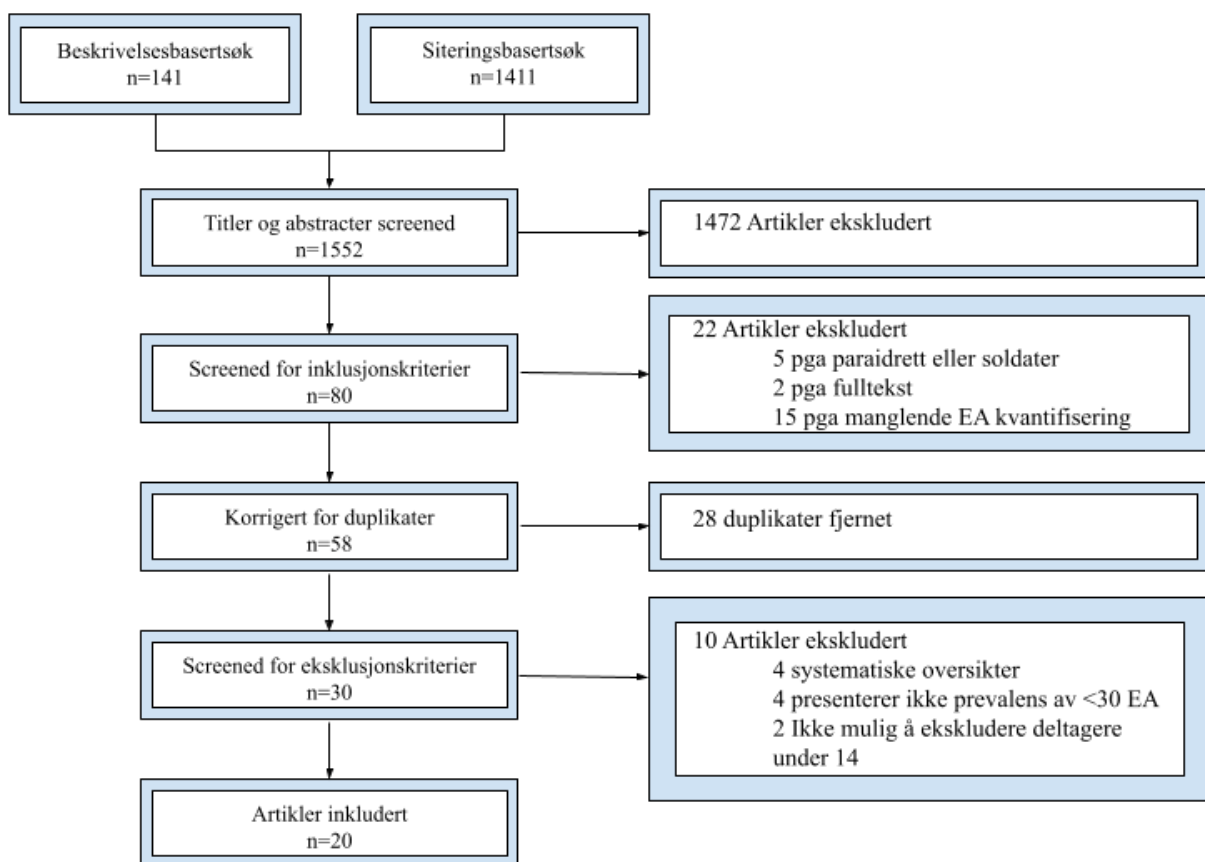 Beskrivelsesbasertsøk
n=141
Siteringsbasertsøk
n=1411
Titler og abstracter screened
n=1552
1472 Artikler ekskludert
Screened for inklusjonskriterier
n=80
22 Artikler ekskludert
5 pga paraidrett eller soldater
2 pga fulltekst
15 pga manglende EA kvantifisering
Korrigert for duplikater
n=58
28 duplikater fjernet
Screened for eksklusjonskriterier
n=30
10 Artikler ekskludert
4 systematiske oversikter
4 presenterer ikke prevalens av <30 EA
2 Ikke mulig å ekskludere deltagere
under 14
Artikler inkludert
n=20